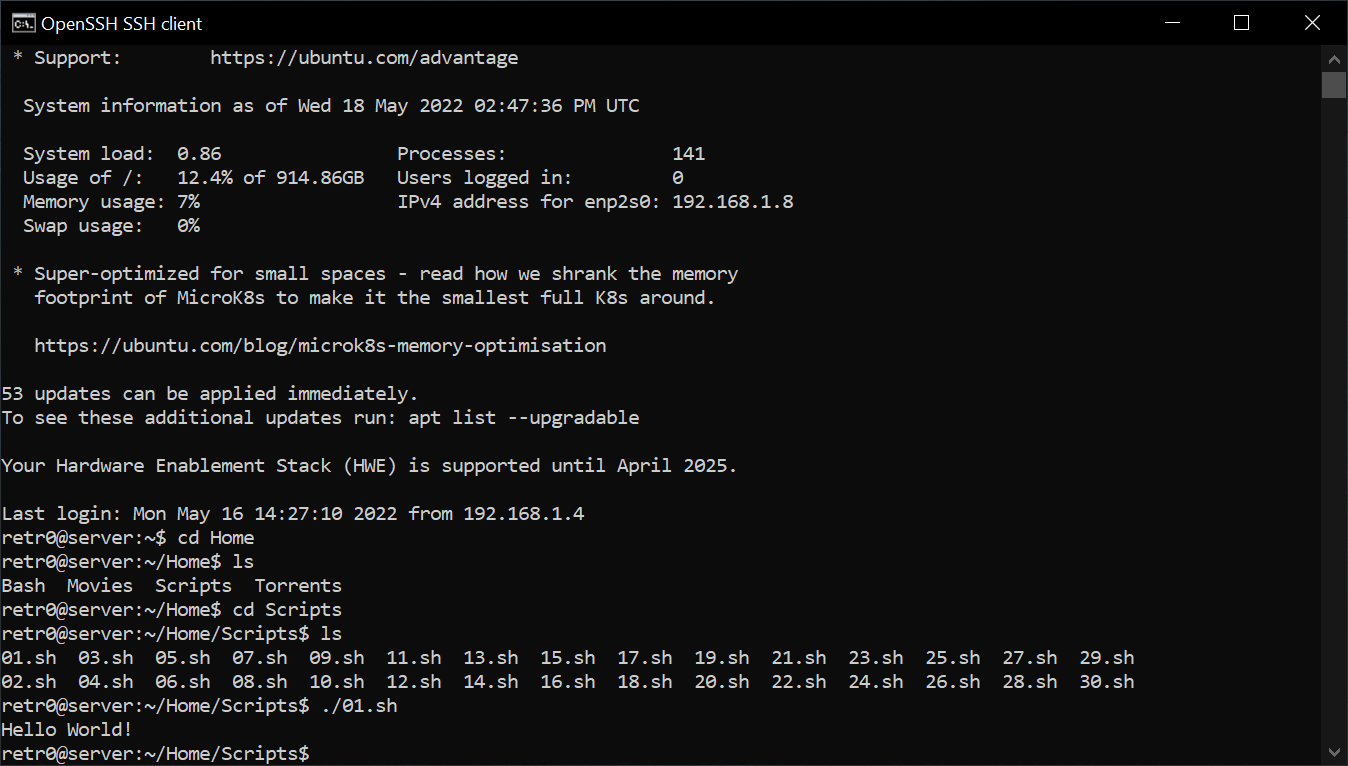 OpenSSH SSH client
* Support: https://ubuntu.com/advantage
System information as of Wed 18 May 2022 02:47:36 PM UTC
System load: 0.86 Processes: 141
Usage of /: 12.4% of 914.86GB Users logged in: 0
Memory usage: 7% IPv4 address for enp2s0: 192.168.1.8
Swap usage: 0%
* Super-optimized for small spaces - read how we shrank the memory
footprint of MicroK8s to make it the smallest full K8s around.
https://ubuntu.com/blog/microk8s-memory-optimisation
53 updates can be applied immediately.
To see these additional updates run: apt list --upgradable
Your Hardware Enablement Stack (HWE) is supported until April 2025.
Last login: Mon May 16 14:27:10 2022 from 192.168.1.4
retr0@server:~$ cd Home
retr0@server:~/Home$ ls
Bash Movies Scripts Torrents
retr0@server:~/Home$ cd Scripts
retr0@server:~/Home/Scripts$ ls
01.sh 03.sh 05.sh 07.sh 09.sh 11.sh 13.sh 15.sh 17.sh 19.sh 21.sh 23.sh 25.sh 27.sh 29.sh
02.sh 04.sh 06.sh 08.sh 10.sh 12.sh 14.sh 16.sh 18.sh 20.sh 22.sh 24.sh 26.sh 28.sh 30.sh
retr0@server:~/Home/Scripts$ ./01.sh
Hello World!
retr0@server:~/Home/Scripts$